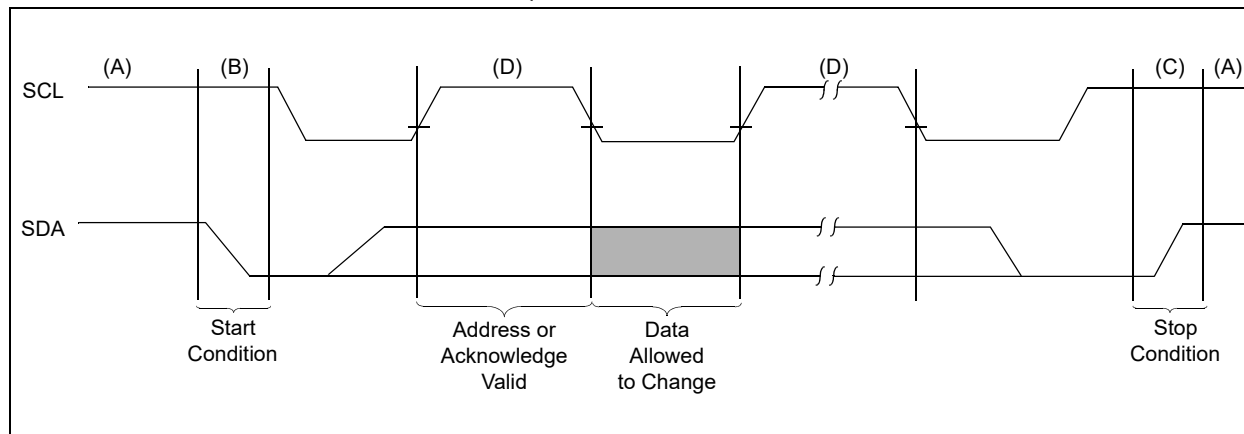 (A)
(B)
(D)
(D)
(C)
(A)
SCL
SDA
Start
Condition
Address or
Acknowledge
Valid
Data
Allowed
to Change
Stop
Condition